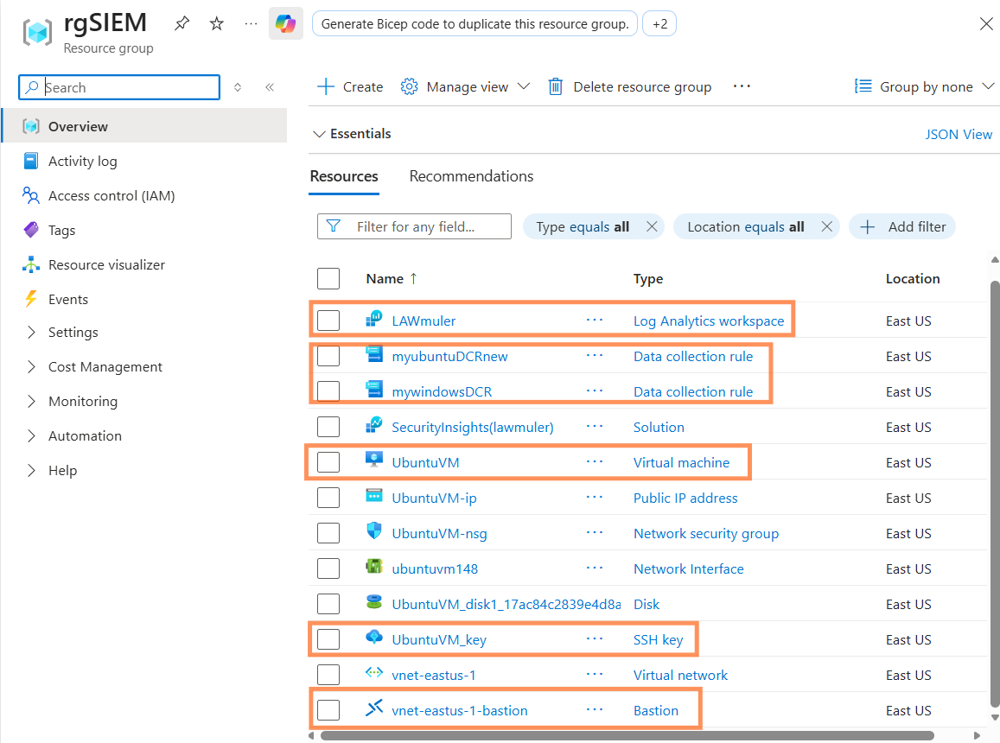 rgSIEM
Resource group
Generate Bicep code to duplicate this resource group.
+2
Search
Create
Manage view
Delete resource group
Group by none
Overview
Activity log
Access control (IAM)
Tags
Resource visualizer
Events
Settings
Cost Management
Monitoring
Automation
Help
Essentials
JSON View
Resources
Recommendations
Filter for any field...
Type equals all
Location equals all
Add filter
Name ↑ Type Location
LAWmuler ··· Log Analytics workspace East US
myubuntuDCRnew ··· Data collection rule East US
mywindowsDCR ··· Data collection rule East US
SecurityInsights(lawmuler) ··· Solution East US
UbuntuVM ··· Virtual machine East US
UbuntuVM-ip ··· Public IP address East US
UbuntuVM-nsg ··· Network security group East US
ubuntuvm148 ··· Network Interface East US
UbuntuVM_disk1_17ac84c2839e4d8a Disk East US
UbuntuVM_key ··· SSH key East US
vnet-eastus-1 ··· Virtual network East US
vnet-eastus-1-bastion ··· Bastion East US